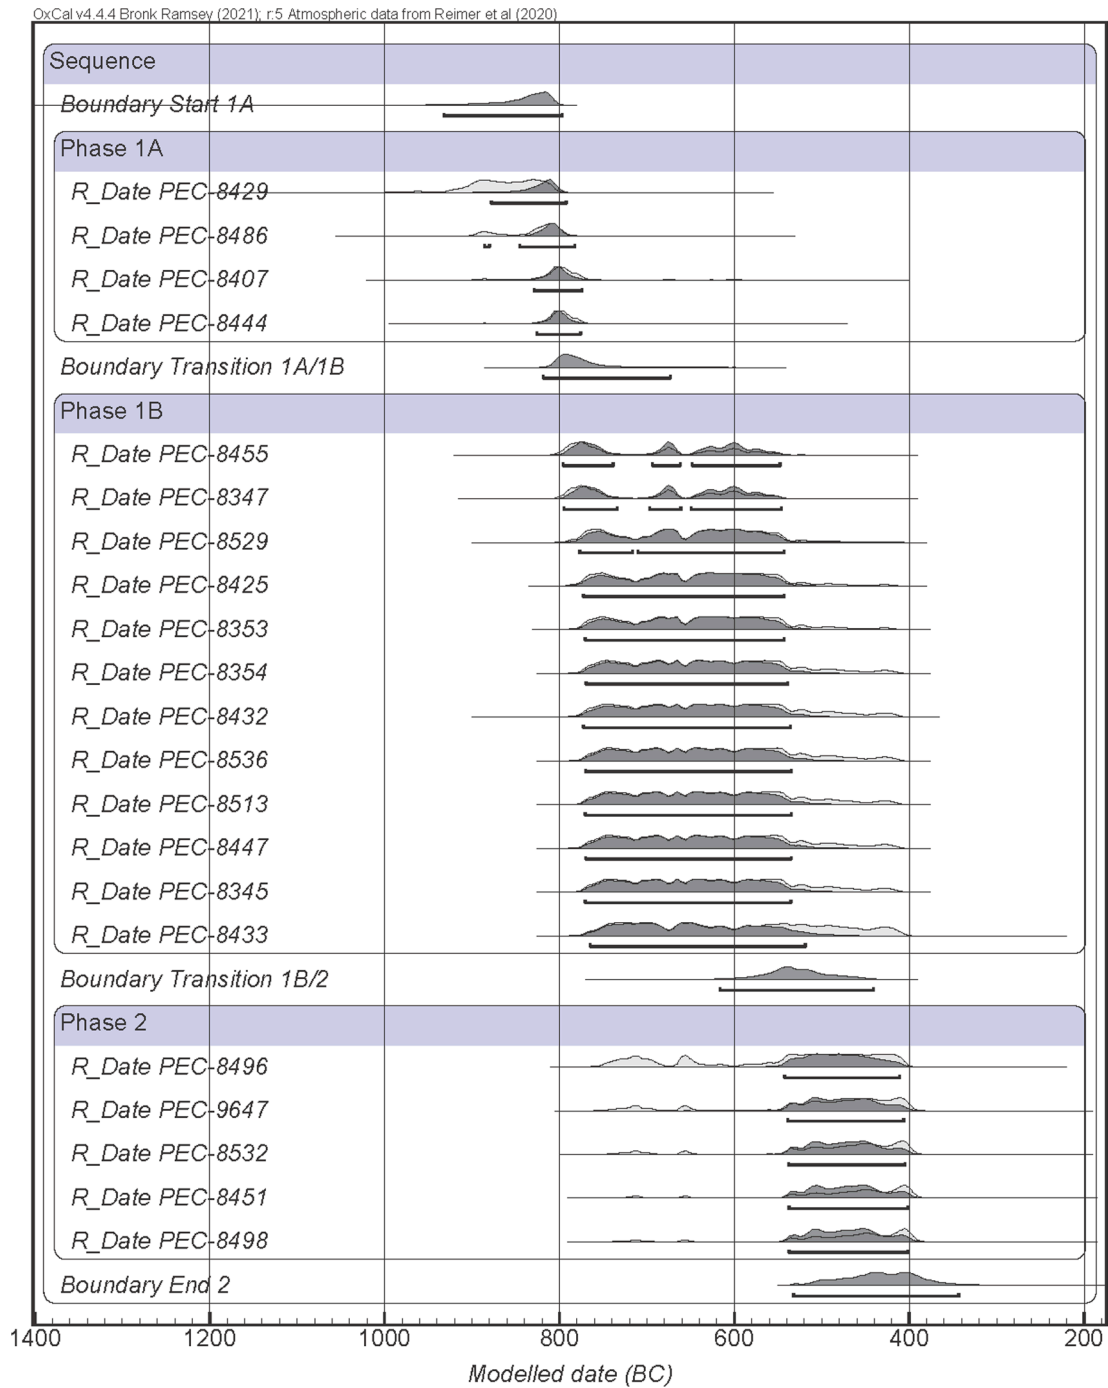 OxCal v4.4.4 Bronk Ramsey (2021); r:5 Atmospheric data from Reimer et al (2020)
Sequence
Boundary Start 1A
Phase 1A
R_Date PEC-8429
R_Date PEC-8486
R_Date PEC-8407
R_Date PEC-8444
Boundary Transition 1A/1B
Phase 1B
R_Date PEC-8455
R_Date PEC-8347
R_Date PEC-8529
R_Date PEC-8425
R_Date PEC-8353
R_Date PEC-8354
R_Date PEC-8432
R_Date PEC-8536
R_Date PEC-8513
R_Date PEC-8447
R_Date PEC-8345
R_Date PEC-8433
Boundary Transition 1B/2
Phase 2
R_Date PEC-8496
R_Date PEC-9647
R_Date PEC-8532
R_Date PEC-8451
R_Date PEC-8498
Boundary End 2
1400 1200 1000 800 600 400 200
Modelled date (BC)